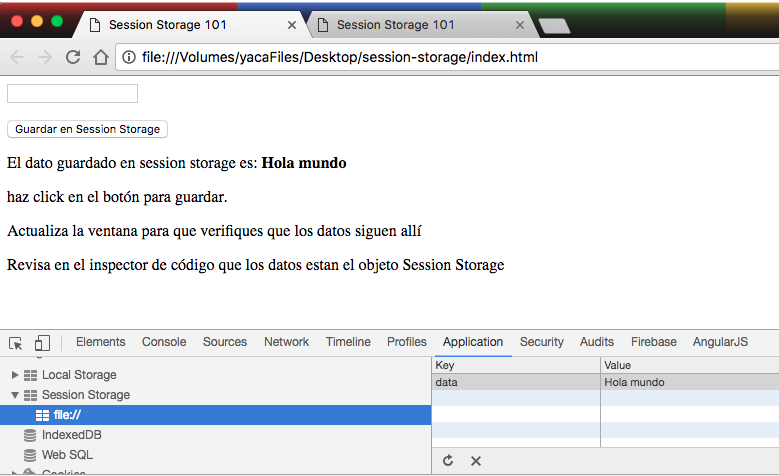 Session Storage 101
Session Storage 101
file:///Volumes/yacaFiles/Desktop/session-storage/index.html
Guardar en Session Storage
El dato guardado en session storage es: Hola mundo
haz click en el botón para guardar.
Actualiza la ventana para que verifiques que los datos siguen allí
Revisa en el inspector de código que los datos estan el objeto Session Storage
Elements Console Sources Network Timeline Profiles Application Security Audits Firebase AngularJS
Local Storage
Session Storage
file://
IndexedDB
Web SQL
Cookies
Key Value
data Hola mundo